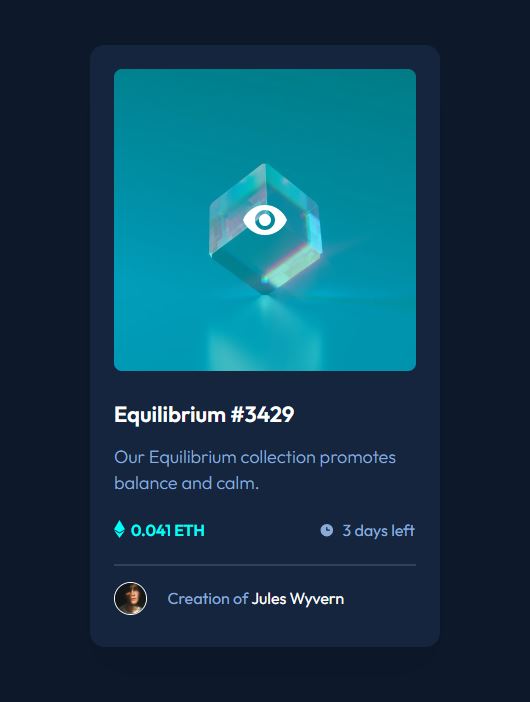 Equilibrium #3429
Our Equilibrium collection promotes
balance and calm.
0.041 ETH
3 days left
Creation of Jules Wyvern